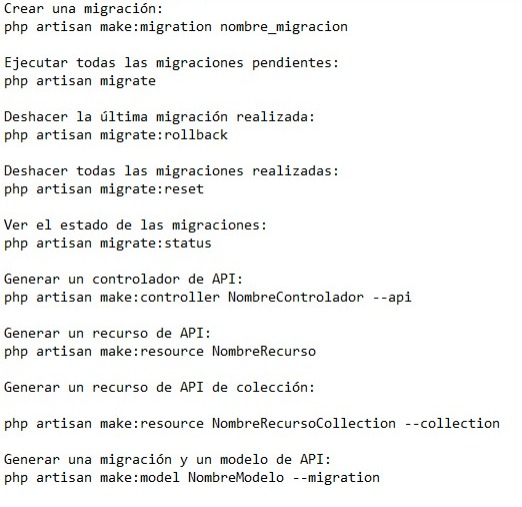 Crear una migración:
php artisan make:migration nombre_migracion
Ejecutar todas las migraciones pendientes:
php artisan migrate
Deshacer la última migración realizada:
php artisan migrate:rollback
Deshacer todas las migraciones realizadas:
php artisan migrate:reset
Ver el estado de las migraciones:
php artisan migrate:status
Generar un controlador de API:
php artisan make:controller NombreControlador --api
Generar un recurso de API:
php artisan make:resource NombreRecurso
Generar un recurso de API de colección:
php artisan make:resource NombreRecursoCollection --collection
Generar una migración y un modelo de API:
php artisan make:model NombreModelo --migration